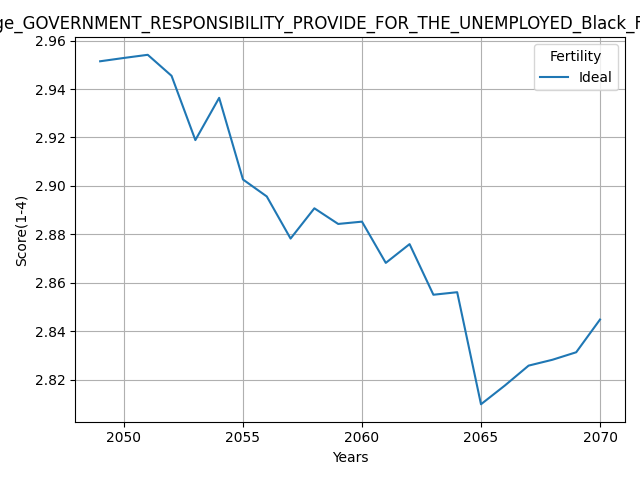 ge_GOVERNMENT_RESPONSIBILITY_PROVIDE_FOR_THE_UNEMPLOYED_Black_F
2.96
2.94
2.92
2.90
2.88
2.86
2.84
2.82
Score(1-4)
Fertility
Ideal
2050
2055
2060
2065
2070
Years